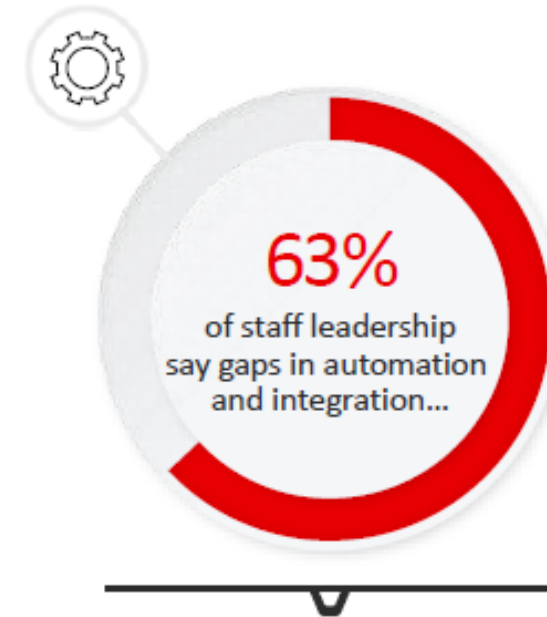 63%
of staff leadership
say gaps in automation
and integration...